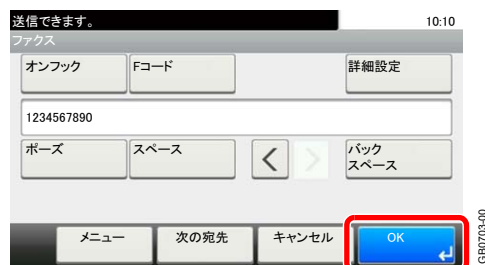 送信できます。 10:10
ファクス
オンフック Fコード 詳細設定
1234567890
ポーズ スペース バック
スペース
メニュー 次の宛先 キャンセル OK
GB0703-00